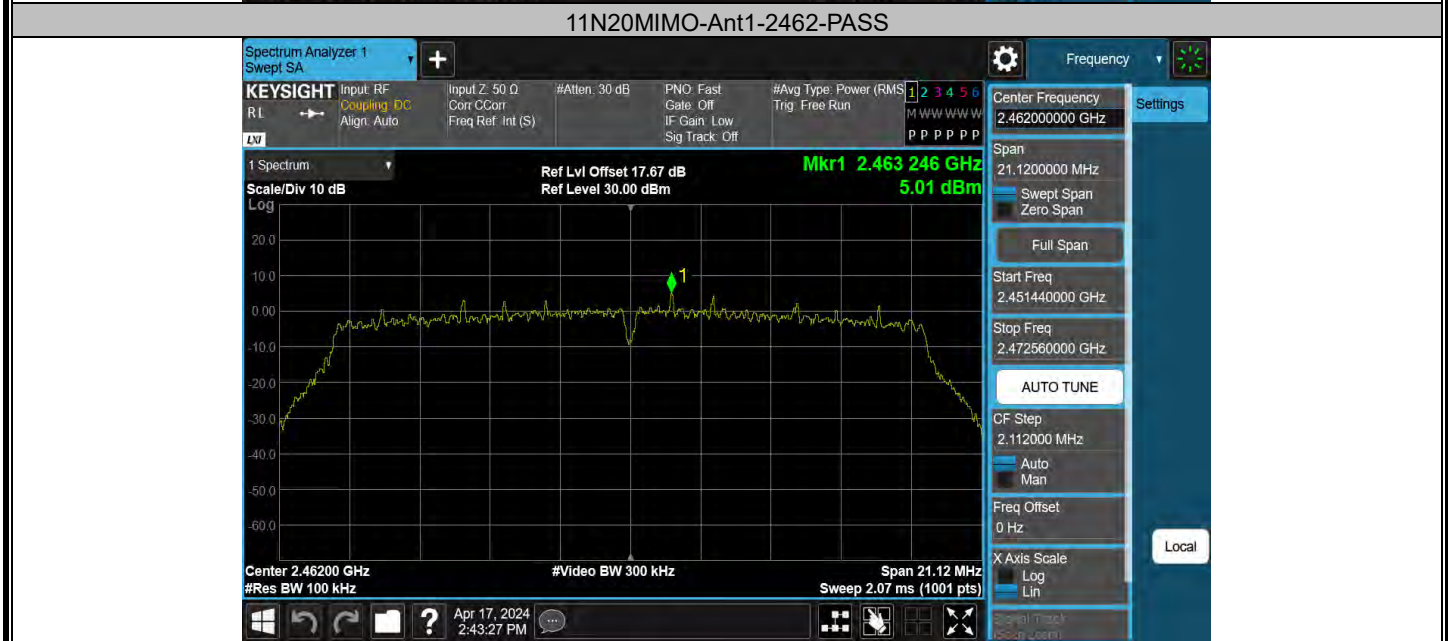 11N20MIMO-Ant1-2462-PASS
Spectrum Analyzer 1
Swept SA
+
Frequency
KEYSIGHT
R L
LXI
Input: RF
Coupling: DC
Align: Auto
Input Z: 50 Ω
Corr CCorr
Freq Ref: Int (S)
#Atten: 30 dB
PNO: Fast
Gate: Off
IF Gain: Low
Sig Track: Off
#Avg Type: Power (RMS
Trig: Free Run
1 2 3 4 5 6
M W W W W W
P P P P P P
Center Frequency
2.462000000 GHz
Settings
1 Spectrum
Scale/Div 10 dB
Log
Ref Lvl Offset 17.67 dB
Ref Level 30.00 dBm
Mkr1 2.463 246 GHz
5.01 dBm
Span
21.1200000 MHz
Swept Span
Zero Span
Full Span
Start Freq
2.451440000 GHz
Stop Freq
2.472560000 GHz
AUTO TUNE
CF Step
2.112000 MHz
Auto
Man
Freq Offset
0 Hz
X Axis Scale
Log
Lin
Signal Track
(Span Zoom)
Local
20.0
10.0
0.00
-10.0
-20.0
-30.0
-40.0
-50.0
-60.0
1
Center 2.46200 GHz
#Res BW 100 kHz
#Video BW 300 kHz
Span 21.12 MHz
Sweep 2.07 ms (1001 pts)
?
Apr 17, 2024
2:43:27 PM